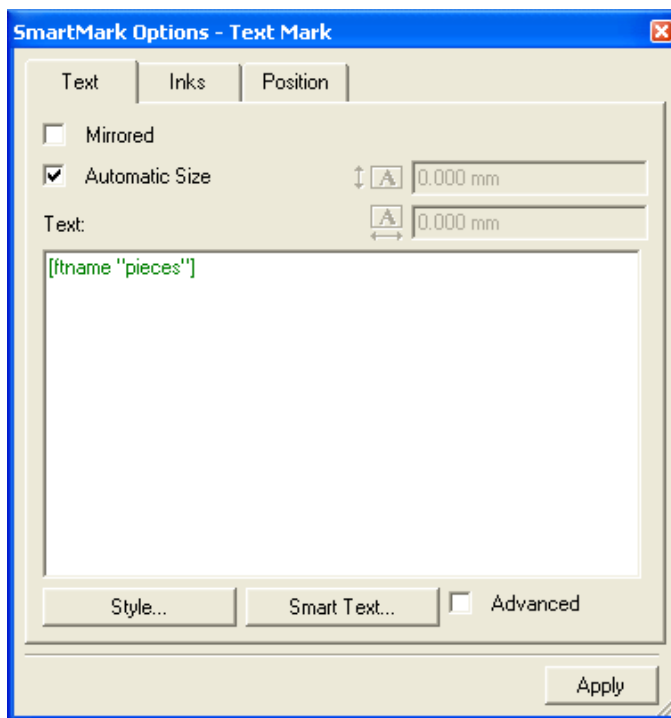 SmartMark Options - Text Mark
Text Inks Position
Mirrored
Automatic Size A 0.000 mm
Text: A 0.000 mm
[ftname "pieces"]
Style... Smart Text... Advanced
Apply